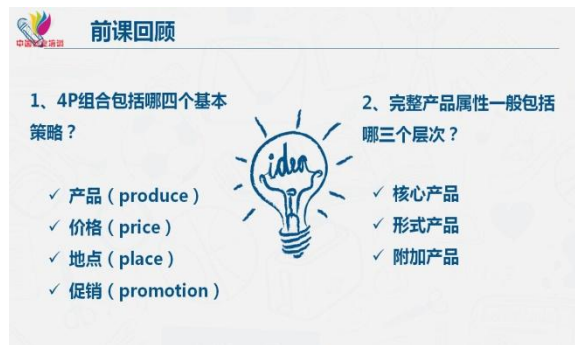 前课回顾
1、4P组合包括哪四个基本
策略？
✓ 产品（produce）
✓ 价格（price）
✓ 地点（place）
✓ 促销（promotion）
idea
2、完整产品属性一般包括
哪三个层次？
✓ 核心产品
✓ 形式产品
✓ 附加产品